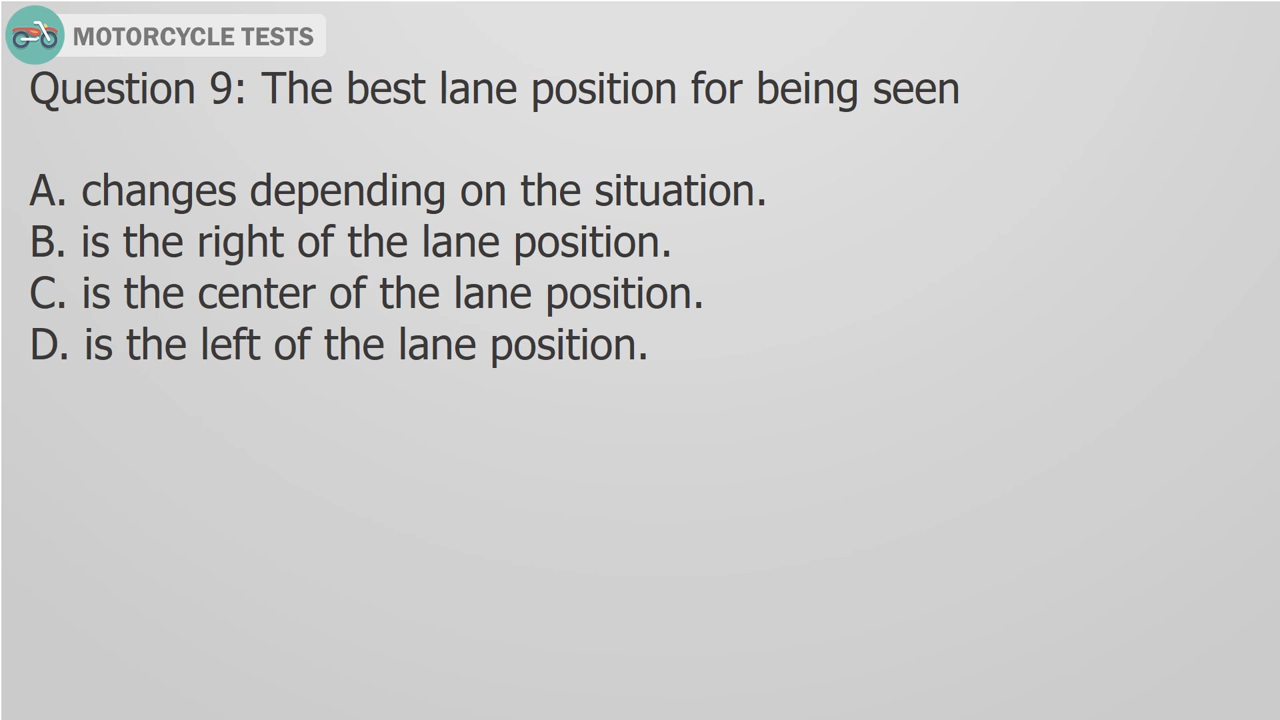 MOTORCYCLE TESTS
Question 9: The best lane position for being seen
A. changes depending on the situation.
B. is the right of the lane position.
C. is the center of the lane position.
D. is the left of the lane position.